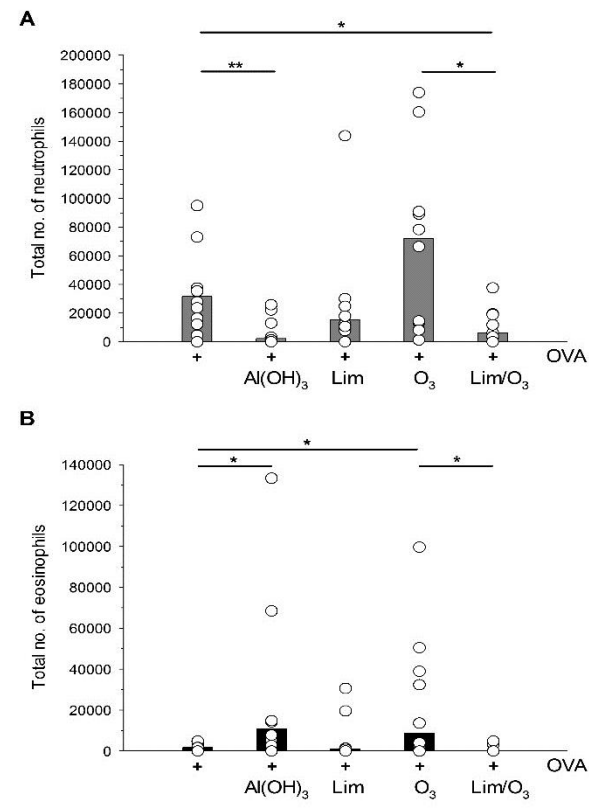 A
*
** *
200000
180000
160000
140000
120000
100000
80000
60000
40000
20000
0
Total no. of neutrophils
+ + + + + OVA
Al(OH)₃ Lim O₃ Lim/O₃
B
*
* *
140000
120000
100000
80000
60000
40000
20000
0
Total no. of eosinophils
+ + + + + OVA
Al(OH)₃ Lim O₃ Lim/O₃